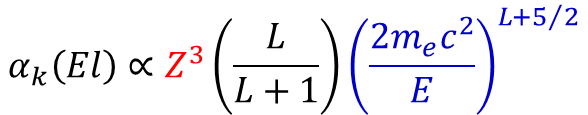 α_k(El) ∝ Z^3 (L/(L + 1)) (2m_e c^2/E)^{L+5/2}